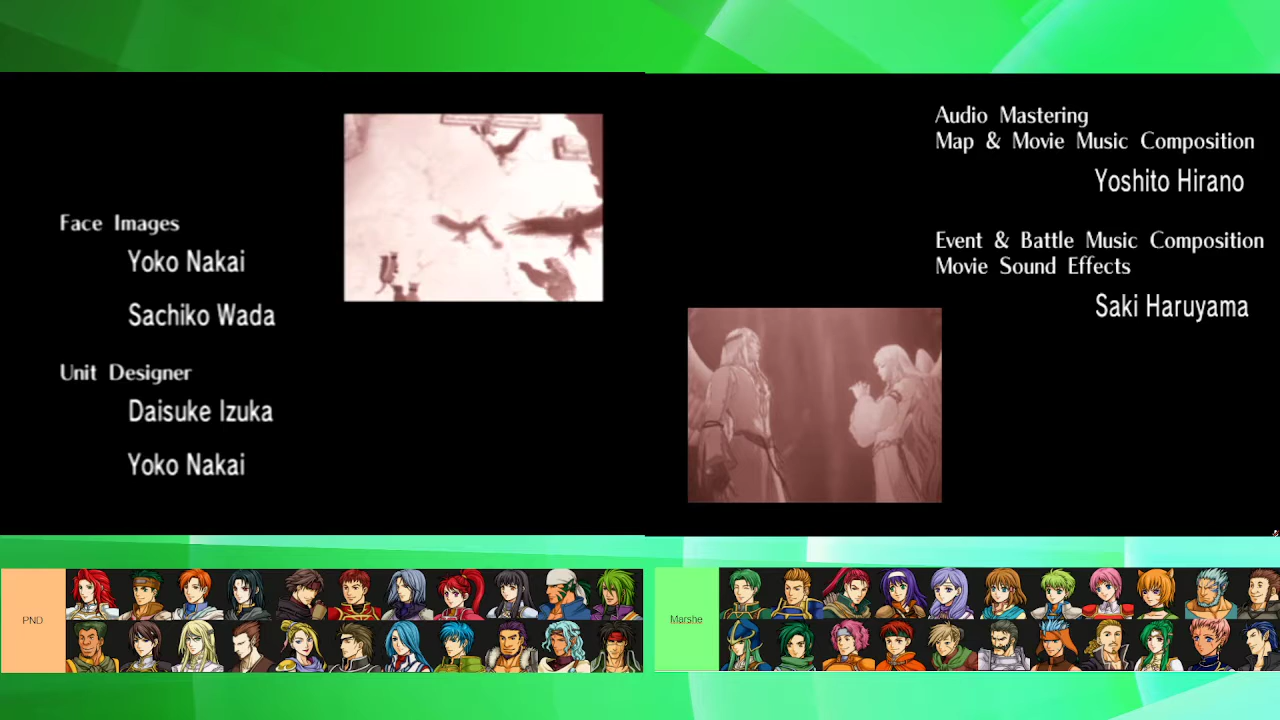 Face Images
Yoko Nakai
Sachiko Wada
Unit Designer
Daisuke Izuka
Yoko Nakai
Audio Mastering
Map & Movie Music Composition
Yoshito Hirano
Event & Battle Music Composition
Movie Sound Effects
Saki Haruyama
PND
Marshe